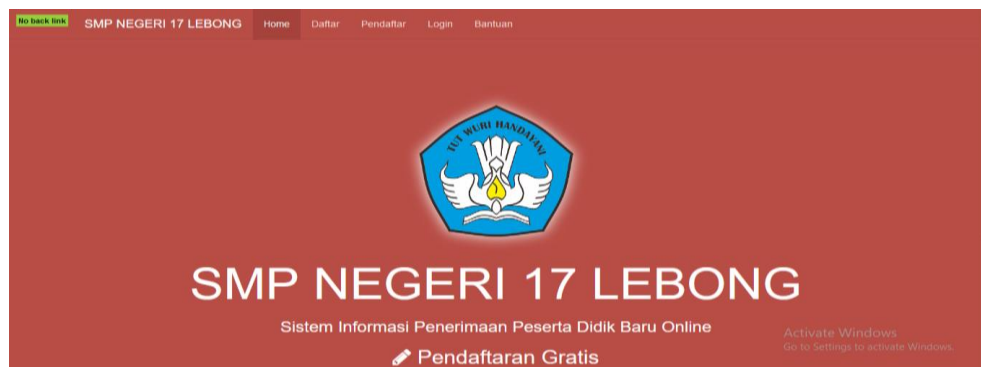 No back link SMP NEGERI 17 LEBONG Home Daftar Pendaftar Login Bantuan
TUT WURI HANDAYANI
SMP NEGERI 17 LEBONG
Sistem Informasi Penerimaan Peserta Didik Baru Online
Pendaftaran Gratis
Activate Windows
Go to Settings to activate Windows.